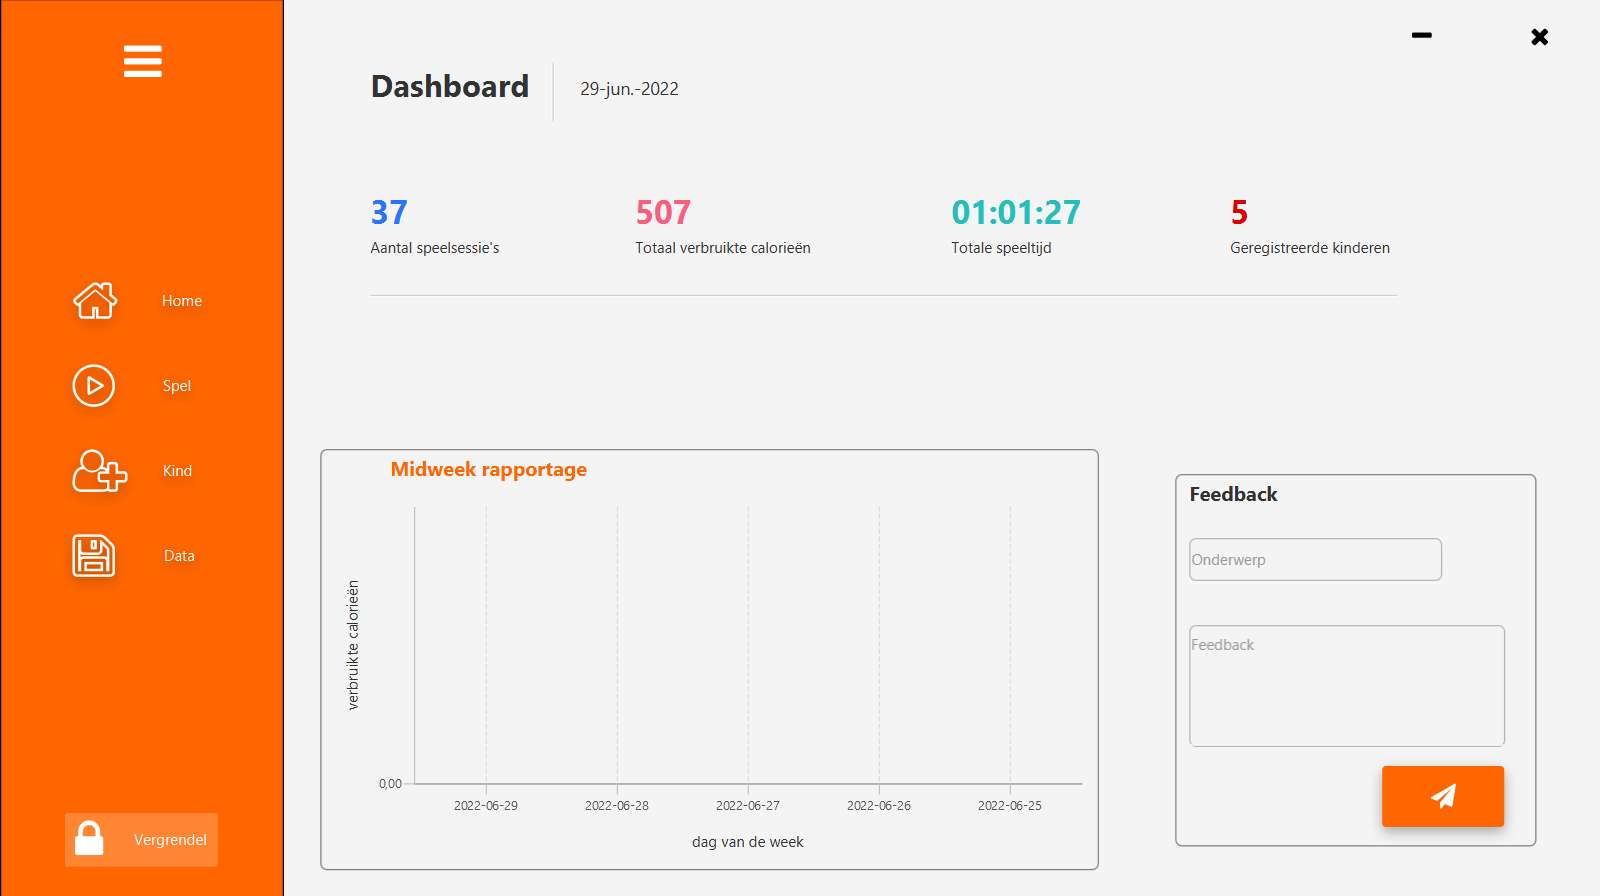 Dashboard
29-jun.-2022
37
Aantal speelsessie's
507
Totaal verbruikte calorieën
01:01:27
Totale speeltijd
5
Geregistreerde kinderen
Home
Spel
Kind
Data
Vergrendel
Midweek rapportage
verbruikte calorieën
0,00
2022-06-29
2022-06-28
2022-06-27
2022-06-26
2022-06-25
dag van de week
Feedback
Onderwerp
Feedback